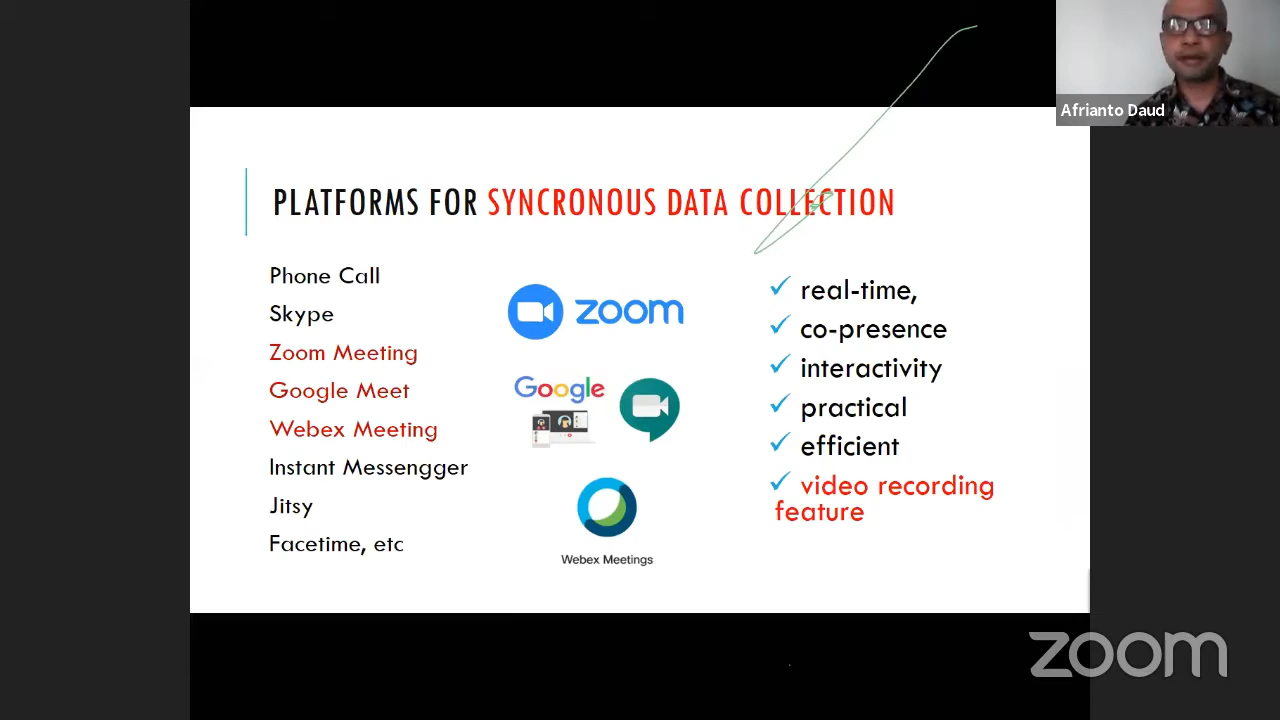 Afrianto Daud
PLATFORMS FOR SYNCRONOUS DATA COLLECTION
Phone Call
Skype
Zoom Meeting
Google Meet
Webex Meeting
Instant Messengger
Jitsy
Facetime, etc
zoom
Google
Webex Meetings
real-time,
co-presence
interactivity
practical
efficient
video recording
feature
zoom